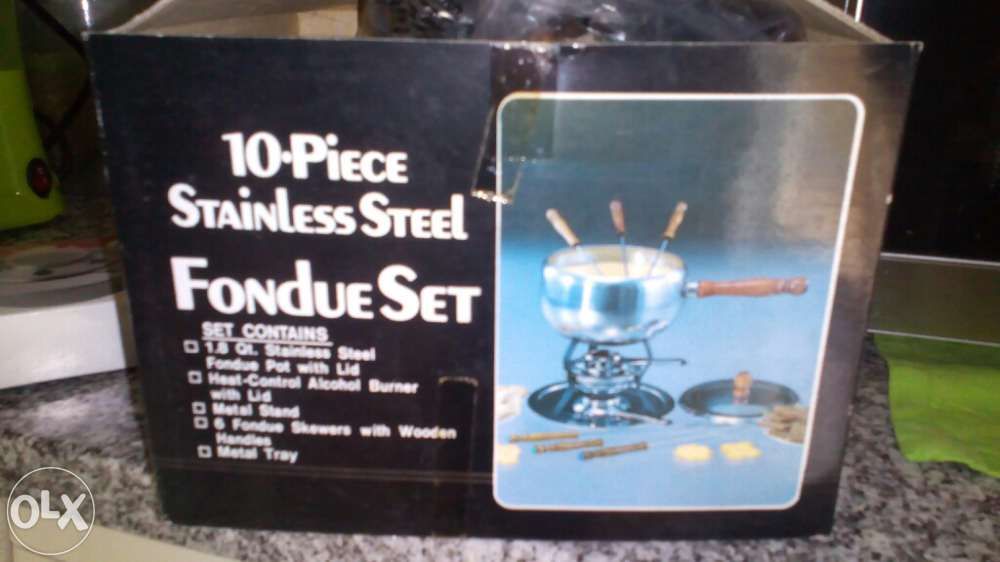 10·PIECE
STAINLESS STEEL
FONDUE SET
SET CONTAINS
1.8 Qt. Stainless Steel
Fondue Pot with Lid
Heat-Control Alcohol Burner
with Lid
Metal Stand
6 Fondue Skewers with Wooden
Handles
Metal Tray
OLX